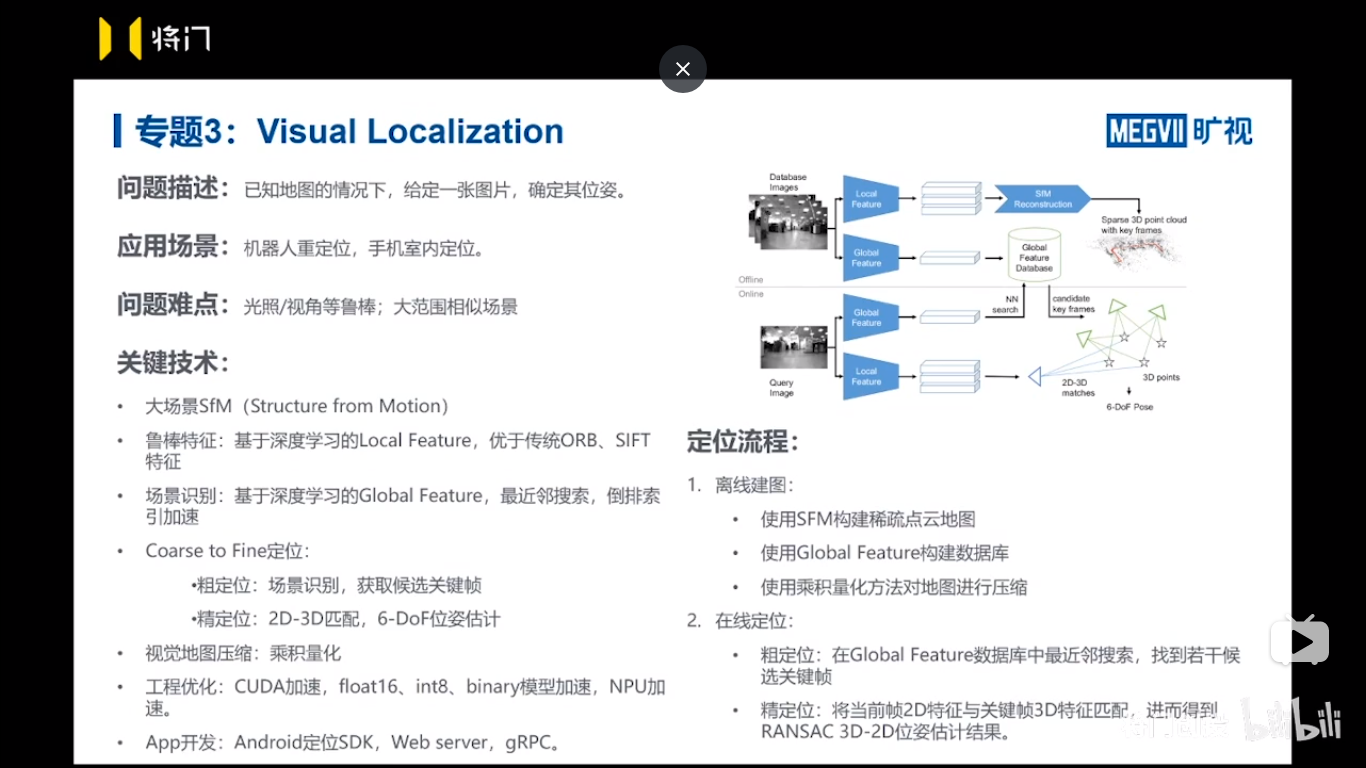 将门
专题3：Visual Localization
MEGVII 旷视
问题描述：已知地图的情况下，给定一张图片，确定其位姿。
应用场景：机器人重定位，手机室内定位。
问题难点：光照/视角等鲁棒；大范围相似场景
关键技术：
• 大场景SfM（Structure from Motion）
• 鲁棒特征：基于深度学习的Local Feature，优于传统ORB、SIFT
特征
• 场景识别：基于深度学习的Global Feature，最近邻搜索，倒排索
引加速
• Coarse to Fine定位：
•粗定位：场景识别，获取候选关键帧
•精定位：2D-3D匹配，6-DoF位姿估计
• 视觉地图压缩：乘积量化
• 工程优化：CUDA加速，float16、int8、binary模型加速，NPU加
速。
• App开发：Android定位SDK，Web server，gRPC。
Database
Images
Local
Feature
SfM
Reconstruction
Sparse 3D point cloud
with key frames
Global
Feature
Global
Feature
Database
Offline
Online
Global
Feature
NN
search
candidate
key frames
Query
Image
Local
Feature
2D-3D
matches
3D points
6-DoF Pose
定位流程：
1. 离线建图：
• 使用SFM构建稀疏点云地图
• 使用Global Feature构建数据库
• 使用乘积量化方法对地图进行压缩
2. 在线定位：
• 粗定位：在Global Feature数据库中最近邻搜索，找到若干候
选关键帧
• 精定位：将当前帧2D特征与关键帧3D特征匹配，进而得到
RANSAC 3D-2D位姿估计结果。
bilibili